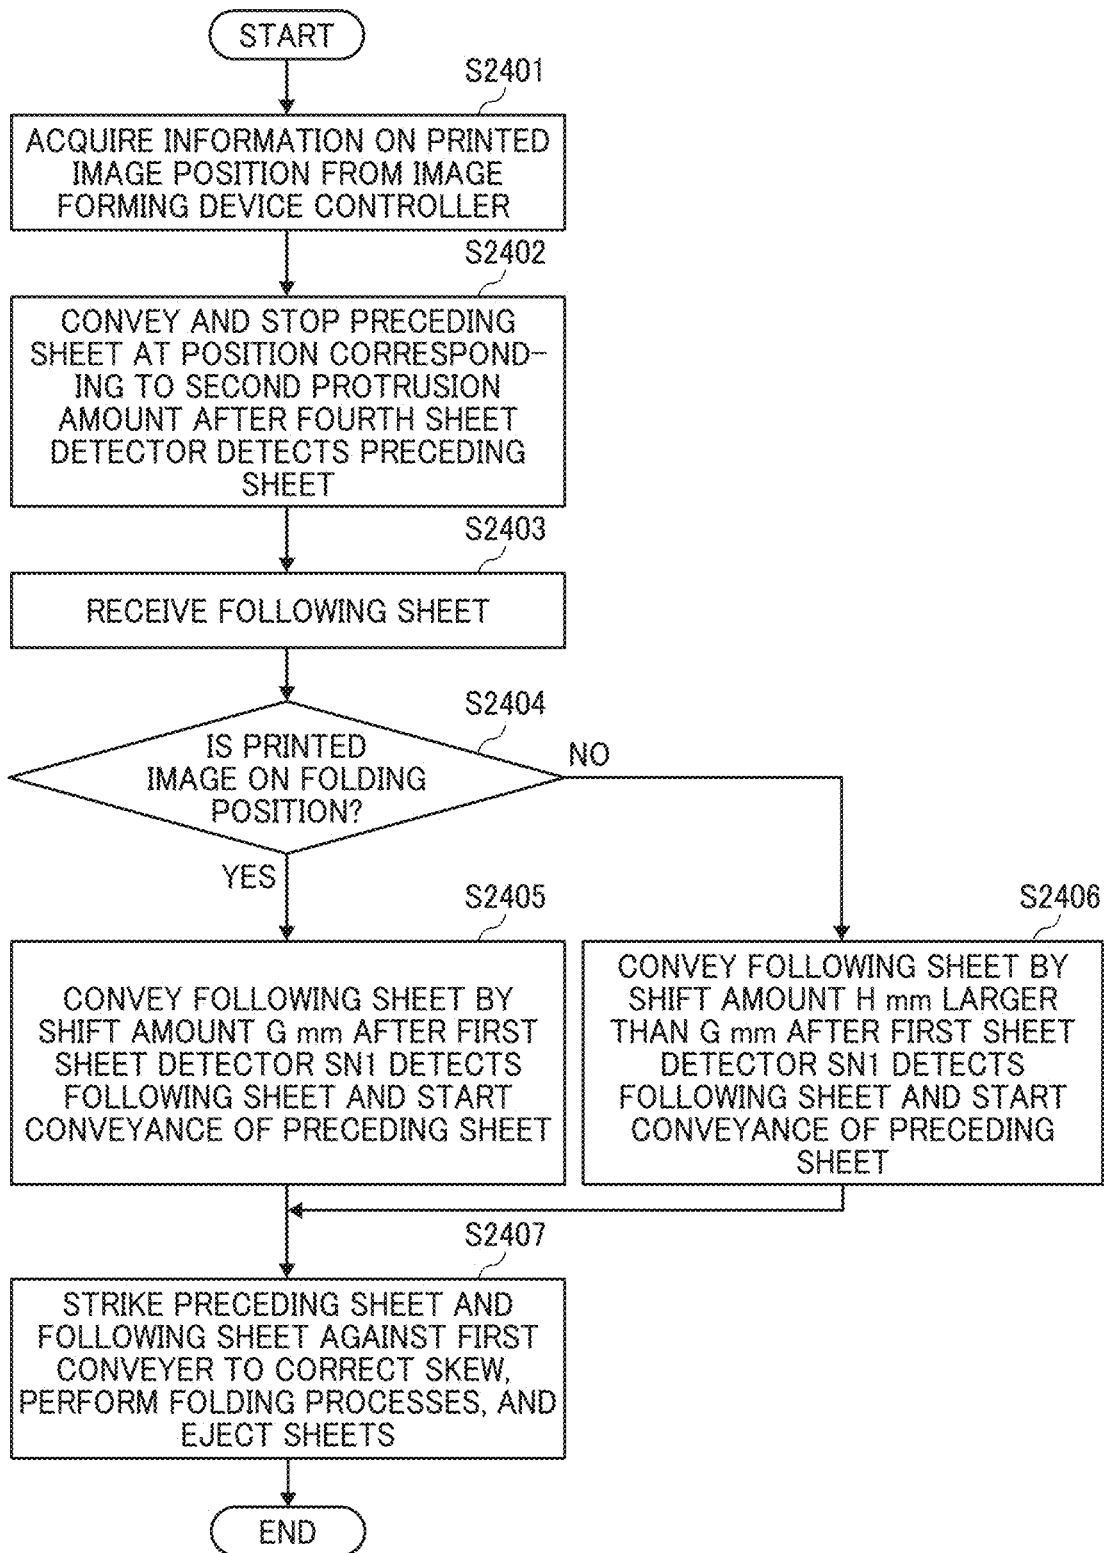 START
S2401
ACQUIRE INFORMATION ON PRINTED
IMAGE POSITION FROM IMAGE
FORMING DEVICE CONTROLLER
S2402
CONVEY AND STOP PRECEDING
SHEET AT POSITION CORRESPOND-
ING TO SECOND PROTRUSION
AMOUNT AFTER FOURTH SHEET
DETECTOR DETECTS PRECEDING
SHEET
S2403
RECEIVE FOLLOWING SHEET
S2404
IS PRINTED
IMAGE ON FOLDING
POSITION?
NO
YES
S2405
CONVEY FOLLOWING SHEET BY
SHIFT AMOUNT G mm AFTER FIRST
SHEET DETECTOR SN1 DETECTS
FOLLOWING SHEET AND START
CONVEYANCE OF PRECEDING SHEET
S2406
CONVEY FOLLOWING SHEET BY
SHIFT AMOUNT H mm LARGER
THAN G mm AFTER FIRST SHEET
DETECTOR SN1 DETECTS
FOLLOWING SHEET AND START
CONVEYANCE OF PRECEDING
SHEET
S2407
STRIKE PRECEDING SHEET AND
FOLLOWING SHEET AGAINST FIRST
CONVEYER TO CORRECT SKEW,
PERFORM FOLDING PROCESSES, AND
EJECT SHEETS
END